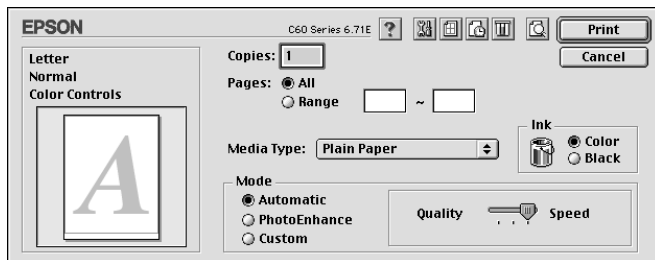 EPSON
C60 Series 6.71E ?
Print
Cancel
Letter
Normal
Color Controls
A
Copies: 1
Pages: All
Range ~
Media Type: Plain Paper
Ink
Color
Black
Mode
Automatic
PhotoEnhance
Custom
Quality Speed